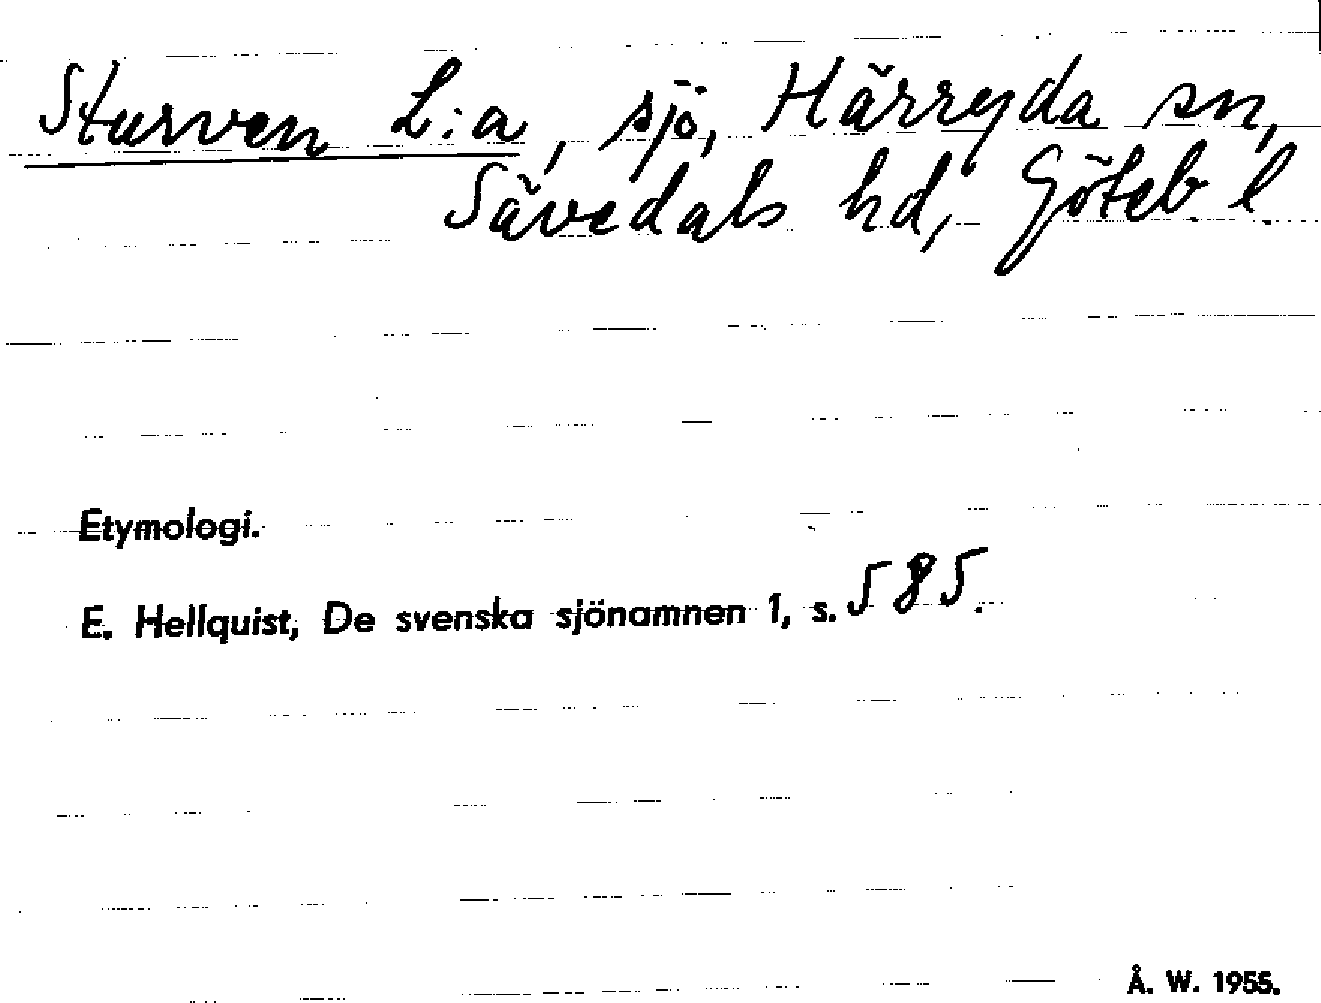 Sturven L:a, sjö, Härryda sn,
Sävedals hd, Göteb. l.
Etymologi.
E. Hellquist, De svenska sjönamnen 1, s. 585.
Å. W. 1955.